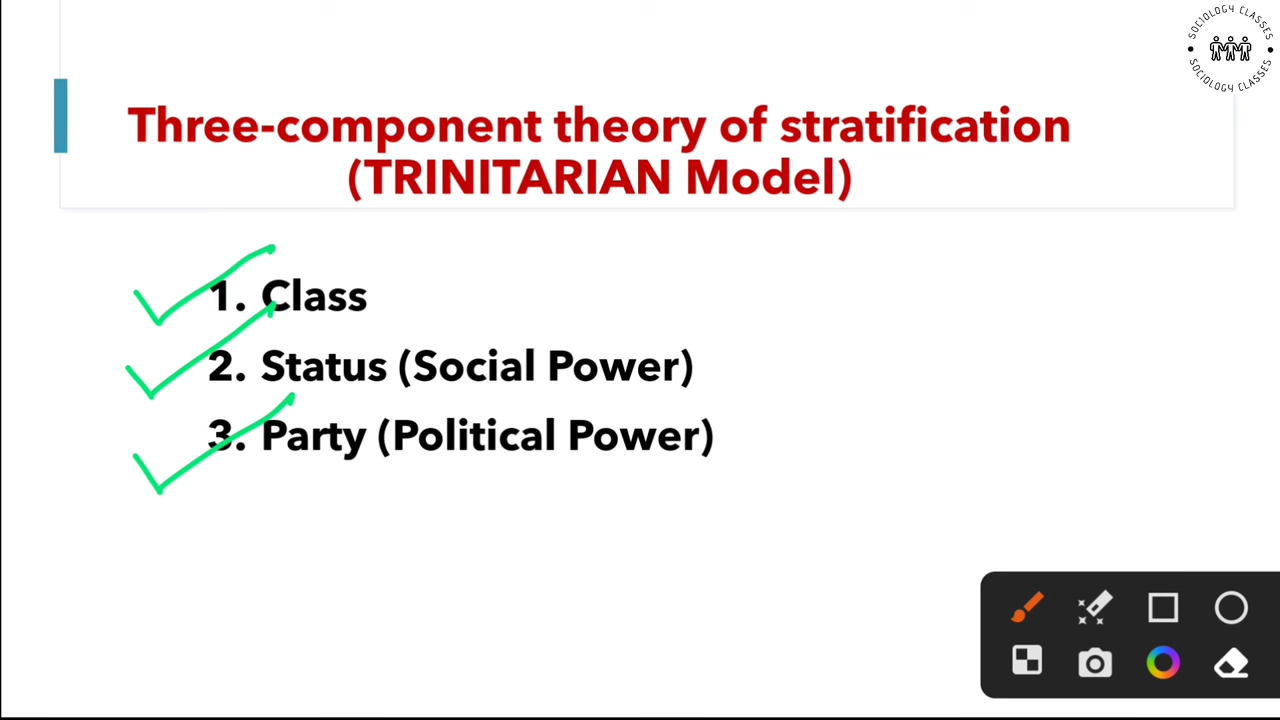 SOCIOLOGY CLASSES
SOCIOLOGY CLASSES
Three-component theory of stratification
(TRINITARIAN Model)
1. Class
2. Status (Social Power)
3. Party (Political Power)